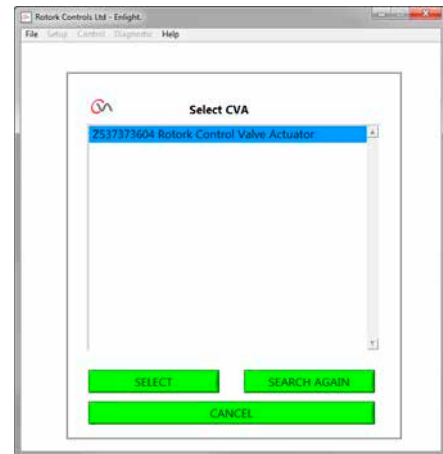 Rotork Controls Ltd - Enlight.
File Setup Control Diagnostic Help
Select CVA
Z537373604 Rotork Control Valve Actuator
SELECT
SEARCH AGAIN
CANCEL